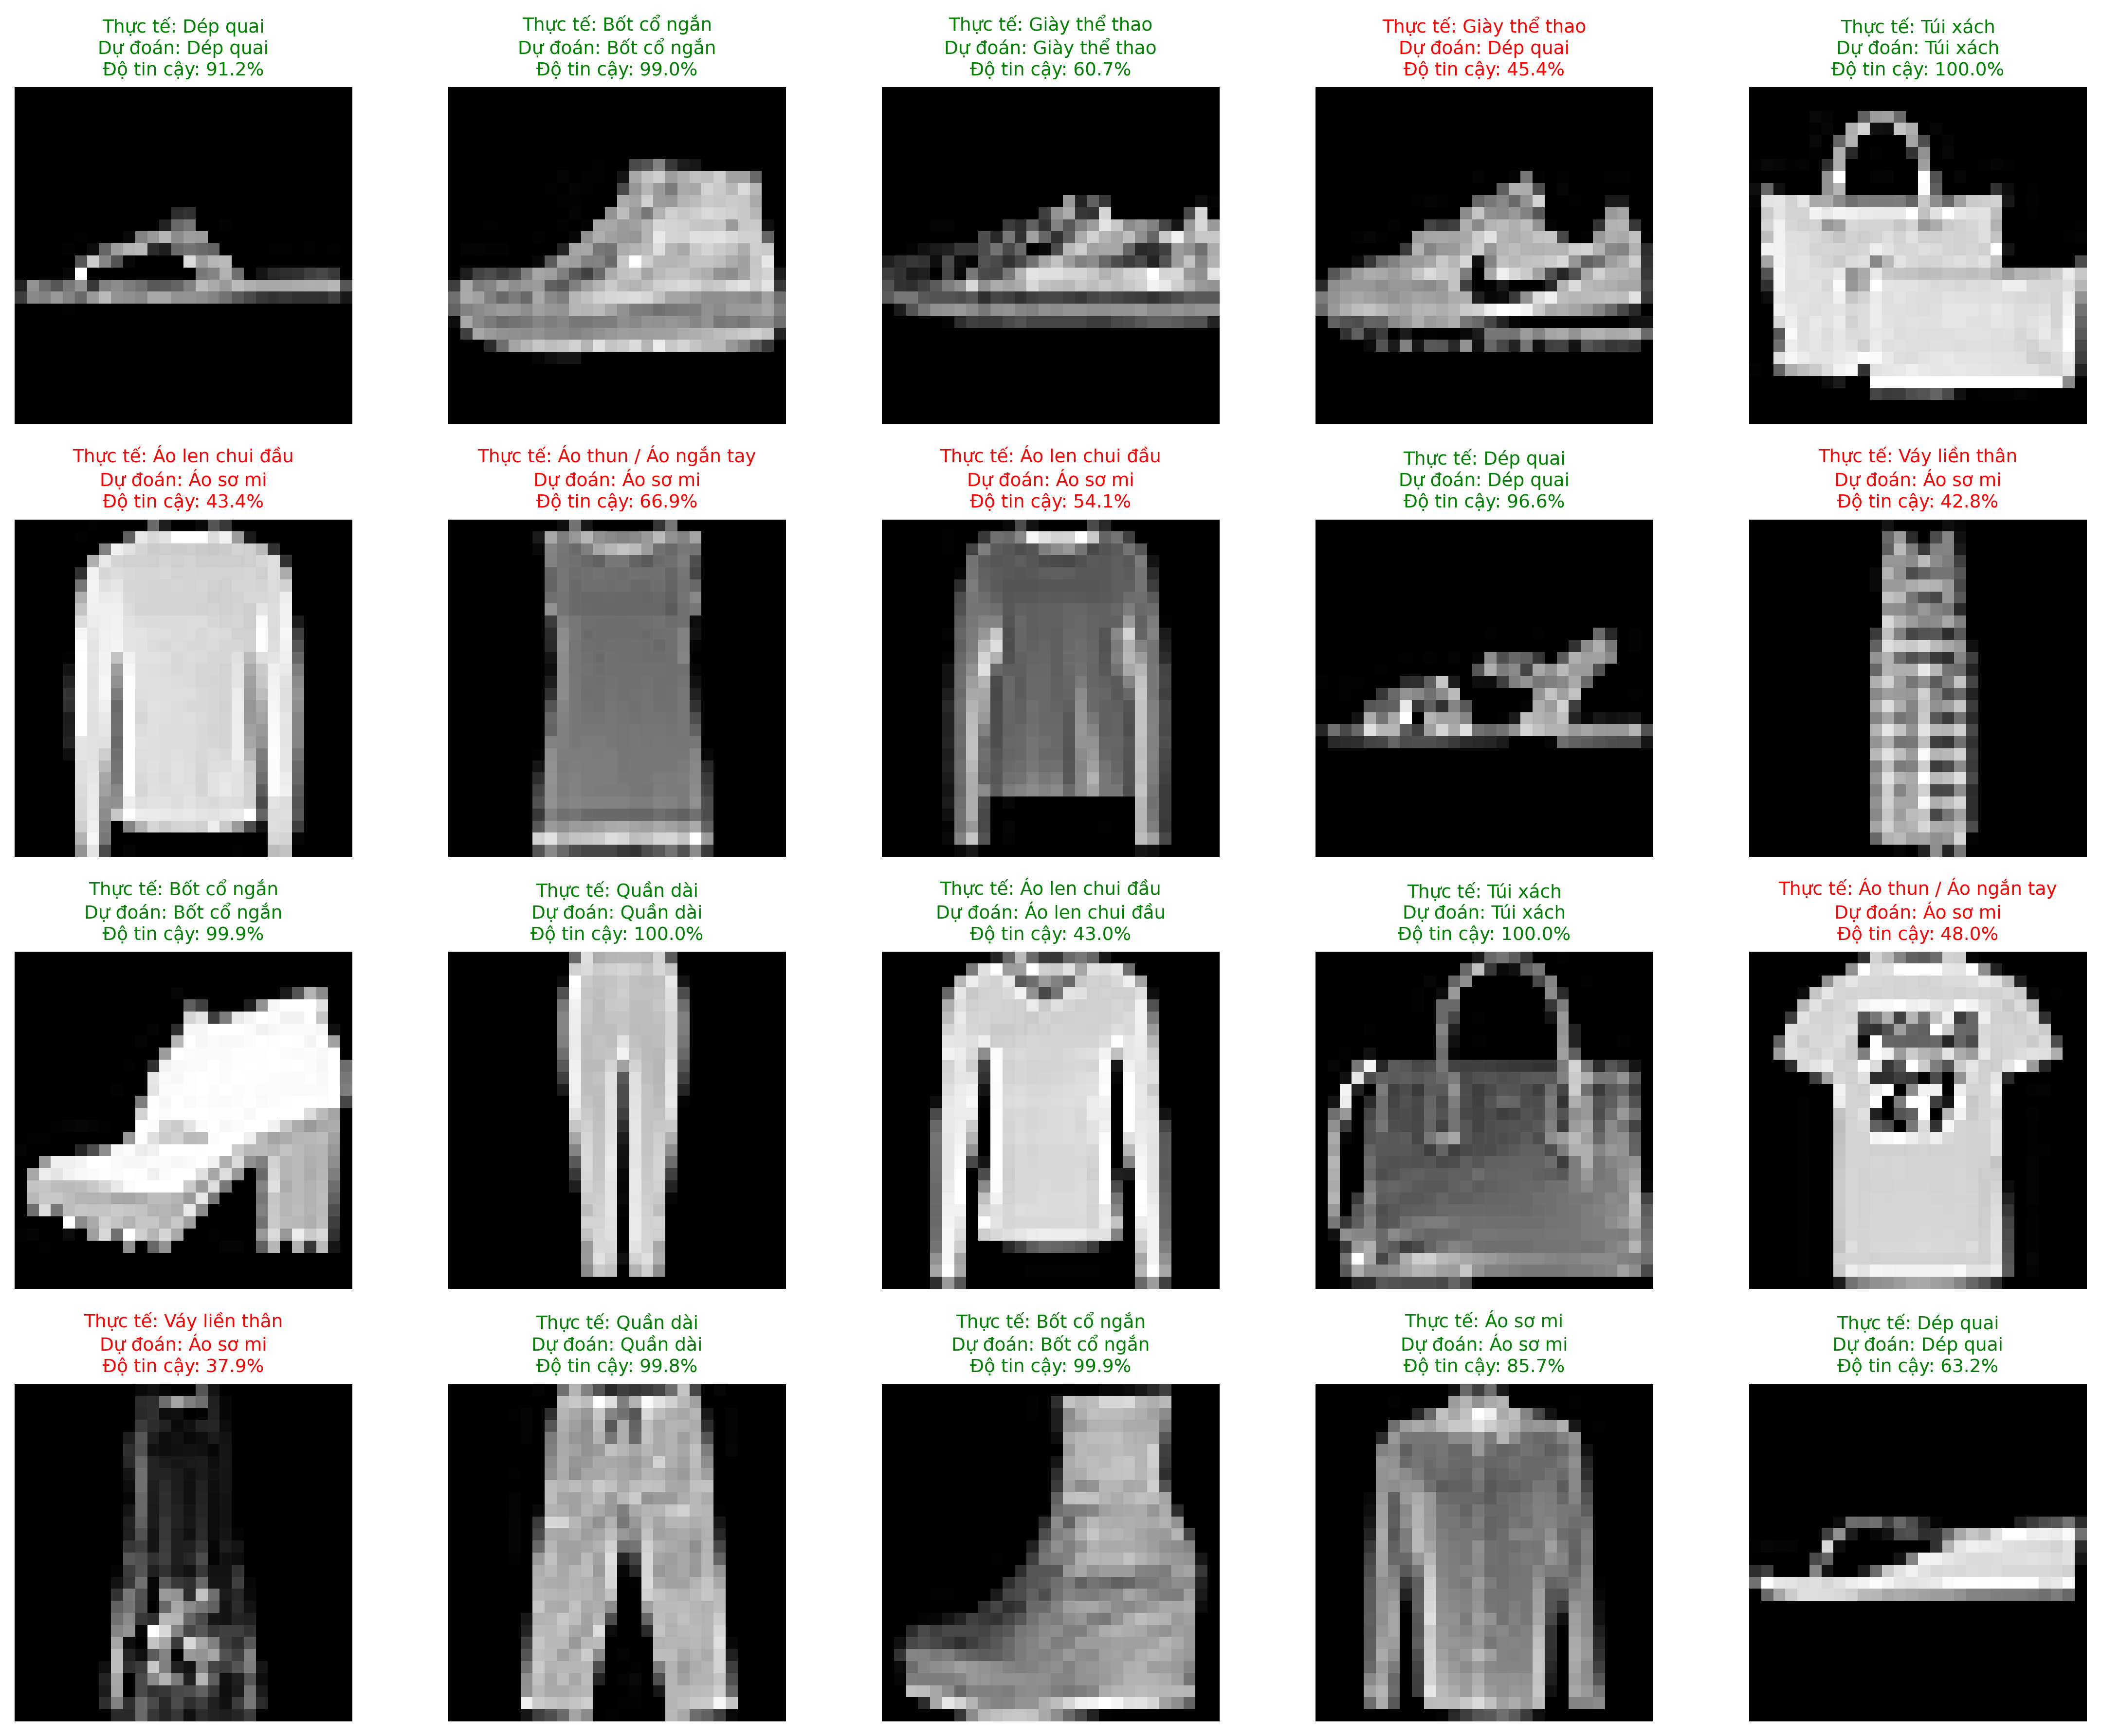 Thực tế: Dép quai
Dự đoán: Dép quai
Độ tin cậy: 91.2%
Thực tế: Bốt cổ ngắn
Dự đoán: Bốt cổ ngắn
Độ tin cậy: 99.0%
Thực tế: Giày thể thao
Dự đoán: Giày thể thao
Độ tin cậy: 60.7%
Thực tế: Giày thể thao
Dự đoán: Dép quai
Độ tin cậy: 45.4%
Thực tế: Túi xách
Dự đoán: Túi xách
Độ tin cậy: 100.0%
Thực tế: Áo len chui đầu
Dự đoán: Áo sơ mi
Độ tin cậy: 43.4%
Thực tế: Áo thun / Áo ngắn tay
Dự đoán: Áo sơ mi
Độ tin cậy: 66.9%
Thực tế: Áo len chui đầu
Dự đoán: Áo sơ mi
Độ tin cậy: 54.1%
Thực tế: Dép quai
Dự đoán: Dép quai
Độ tin cậy: 96.6%
Thực tế: Váy liền thân
Dự đoán: Áo sơ mi
Độ tin cậy: 42.8%
Thực tế: Bốt cổ ngắn
Dự đoán: Bốt cổ ngắn
Độ tin cậy: 99.9%
Thực tế: Quần dài
Dự đoán: Quần dài
Độ tin cậy: 100.0%
Thực tế: Áo len chui đầu
Dự đoán: Áo len chui đầu
Độ tin cậy: 43.0%
Thực tế: Túi xách
Dự đoán: Túi xách
Độ tin cậy: 100.0%
Thực tế: Áo thun / Áo ngắn tay
Dự đoán: Áo sơ mi
Độ tin cậy: 48.0%
Thực tế: Váy liền thân
Dự đoán: Áo sơ mi
Độ tin cậy: 37.9%
Thực tế: Quần dài
Dự đoán: Quần dài
Độ tin cậy: 99.8%
Thực tế: Bốt cổ ngắn
Dự đoán: Bốt cổ ngắn
Độ tin cậy: 99.9%
Thực tế: Áo sơ mi
Dự đoán: Áo sơ mi
Độ tin cậy: 85.7%
Thực tế: Dép quai
Dự đoán: Dép quai
Độ tin cậy: 63.2%